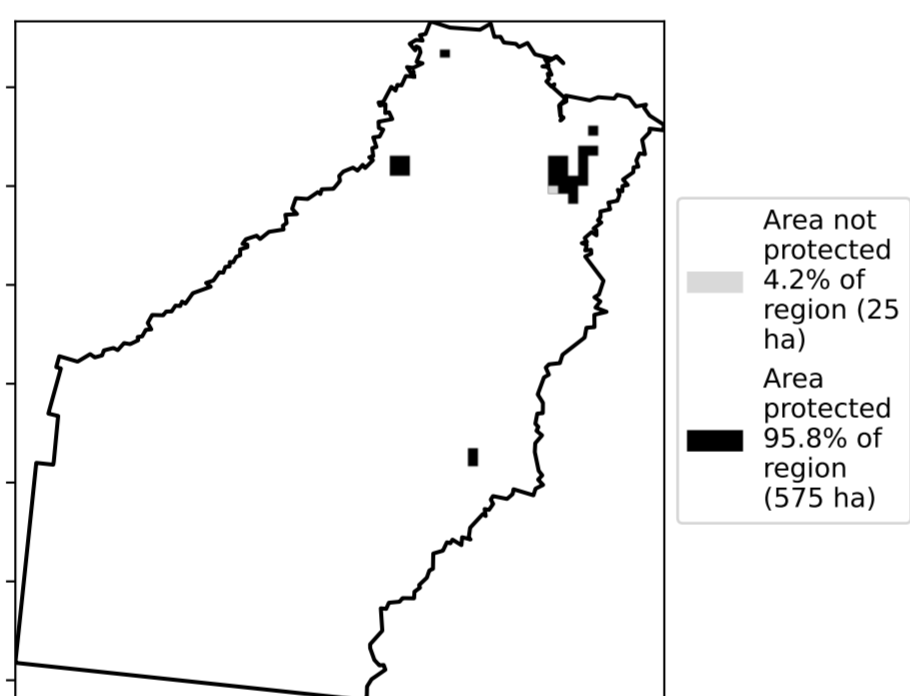 Area not
protected
4.2% of
region (25
ha)
Area
protected
95.8% of
region
(575 ha)